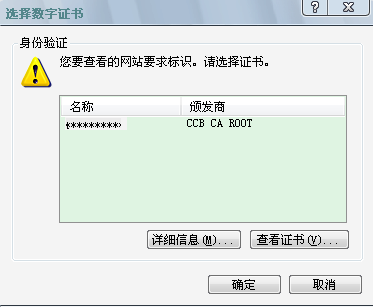 选择数字证书
身份验证
您要查看的网站要求标识。请选择证书。
名称 颁发商
(*********) CCB CA ROOT
详细信息(M)... 查看证书(V)...
确定 取消